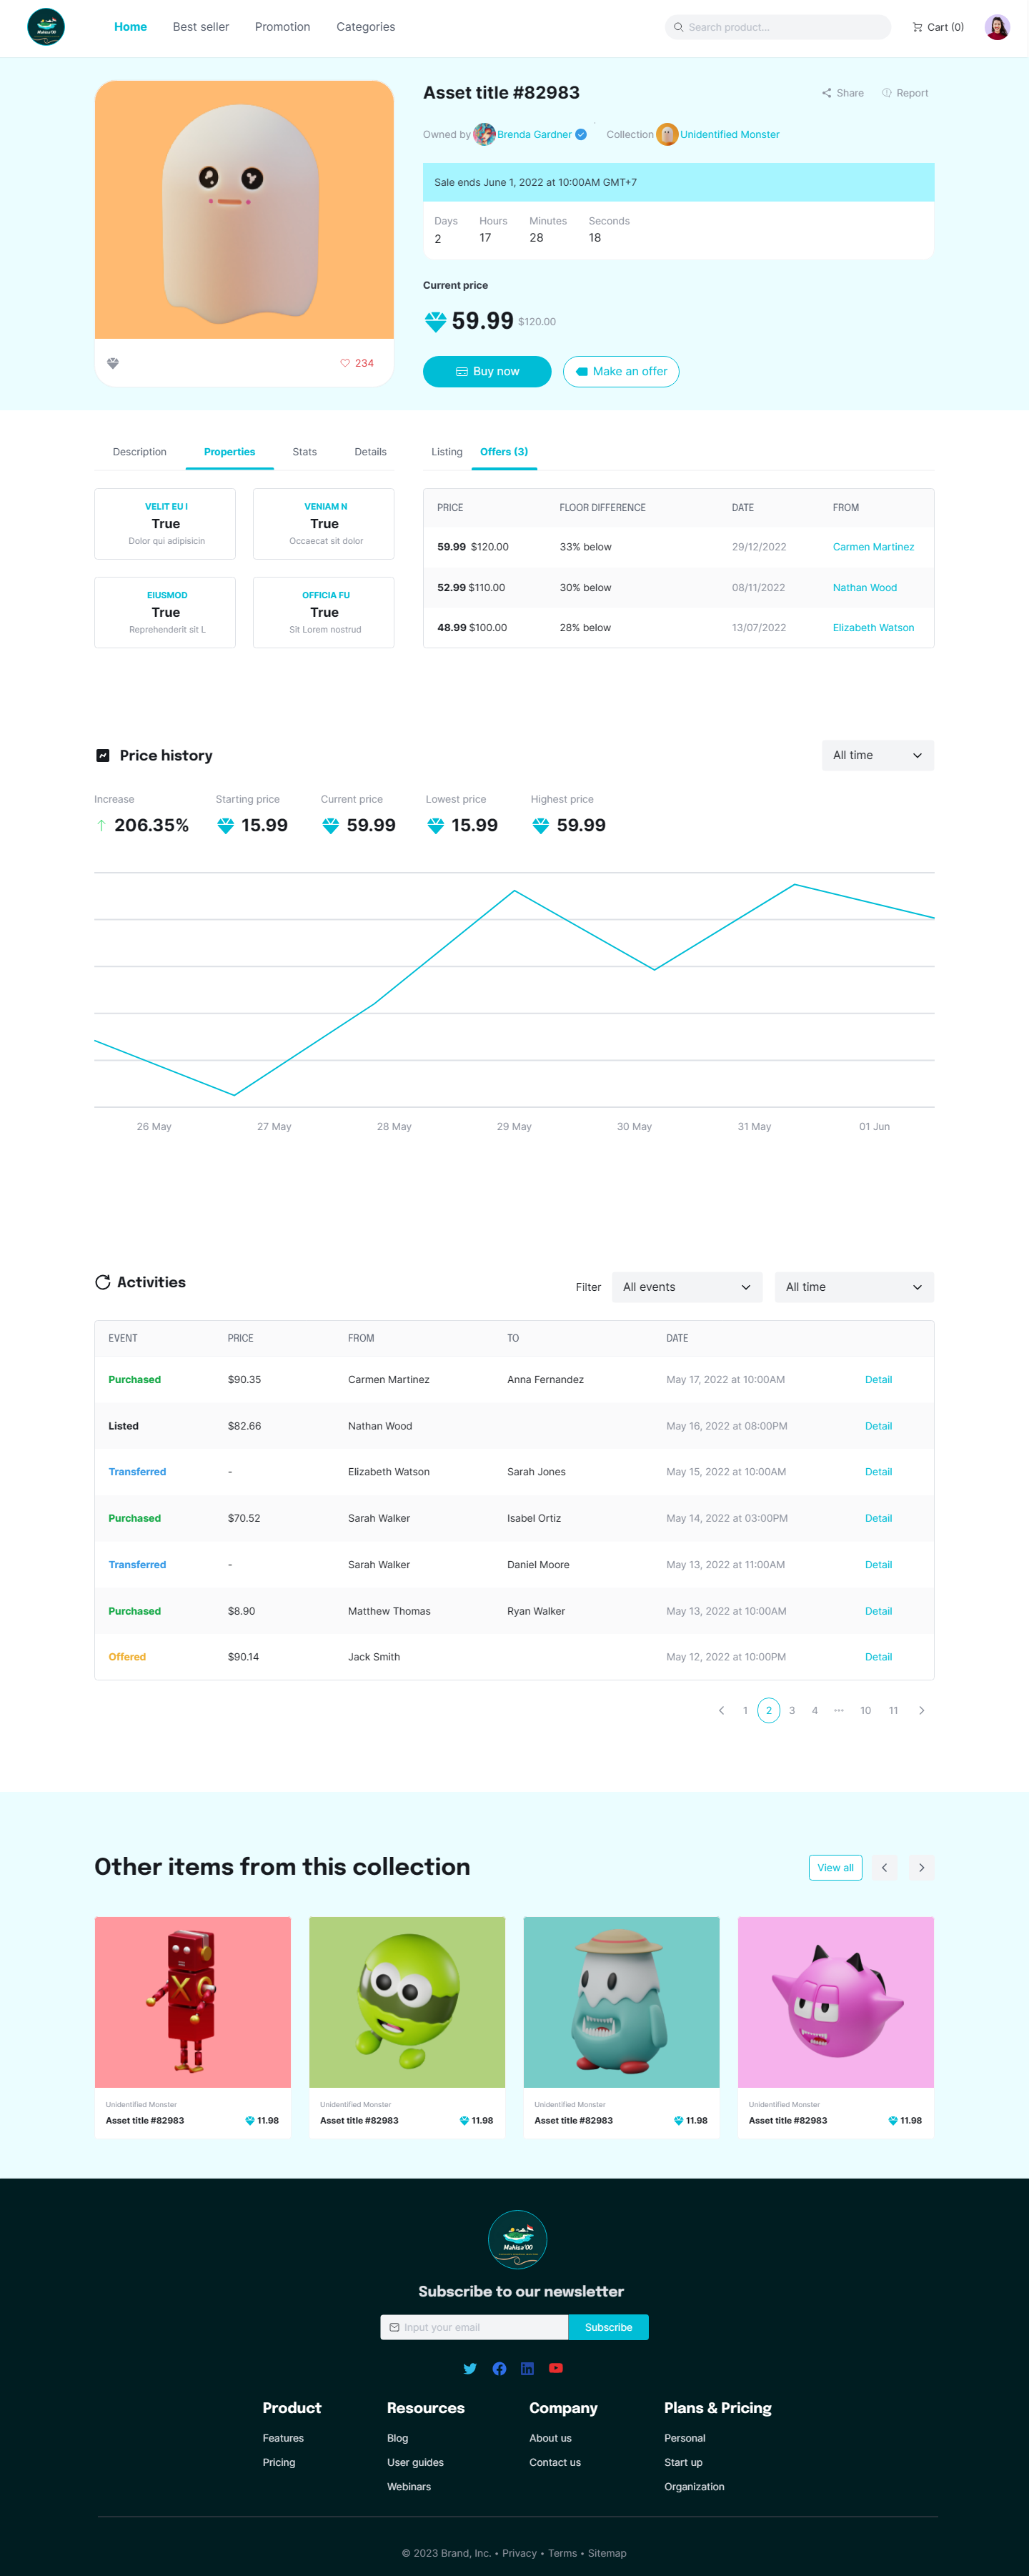 Mahiza'00
Home
Best seller
Promotion
Categories
Search product...
Cart (0)
Asset title #82983
Share
Report
Owned by Brenda Gardner
Collection Unidentified Monster
Sale ends June 1, 2022 at 10:00AM GMT+7
Days Hours Minutes Seconds
2 17 28 18
Current price
59.99 $120.00
234
Buy now
Make an offer
Description Properties Stats Details
Listing Offers (3)
VELIT EU I
True
Dolor qui adipisicin
VENIAM N
True
Occaecat sit dolor
EIUSMOD
True
Reprehenderit sit L
OFFICIA FU
True
Sit Lorem nostrud
PRICE FLOOR DIFFERENCE DATE FROM
59.99 $120.00 33% below 29/12/2022 Carmen Martinez
52.99 $110.00 30% below 08/11/2022 Nathan Wood
48.99 $100.00 28% below 13/07/2022 Elizabeth Watson
Price history
All time
Increase Starting price Current price Lowest price Highest price
206.35% 15.99 59.99 15.99 59.99
26 May 27 May 28 May 29 May 30 May 31 May 01 Jun
Activities
Filter
All events
All time
EVENT PRICE FROM TO DATE
Purchased $90.35 Carmen Martinez Anna Fernandez May 17, 2022 at 10:00AM Detail
Listed $82.66 Nathan Wood May 16, 2022 at 08:00PM Detail
Transferred - Elizabeth Watson Sarah Jones May 15, 2022 at 10:00AM Detail
Purchased $70.52 Sarah Walker Isabel Ortiz May 14, 2022 at 03:00PM Detail
Transferred - Sarah Walker Daniel Moore May 13, 2022 at 11:00AM Detail
Purchased $8.90 Matthew Thomas Ryan Walker May 13, 2022 at 10:00AM Detail
Offered $90.14 Jack Smith May 12, 2022 at 10:00PM Detail
1 2 3 4 ••• 10 11
Other items from this collection
View all
XO
Unidentified Monster
Asset title #82983 11.98
Unidentified Monster
Asset title #82983 11.98
Unidentified Monster
Asset title #82983 11.98
Unidentified Monster
Asset title #82983 11.98
Mahiza'00
Subscribe to our newsletter
Input your email
Subscribe
Product
Features
Pricing
Resources
Blog
User guides
Webinars
Company
About us
Contact us
Plans & Pricing
Personal
Start up
Organization
© 2023 Brand, Inc. • Privacy • Terms • Sitemap